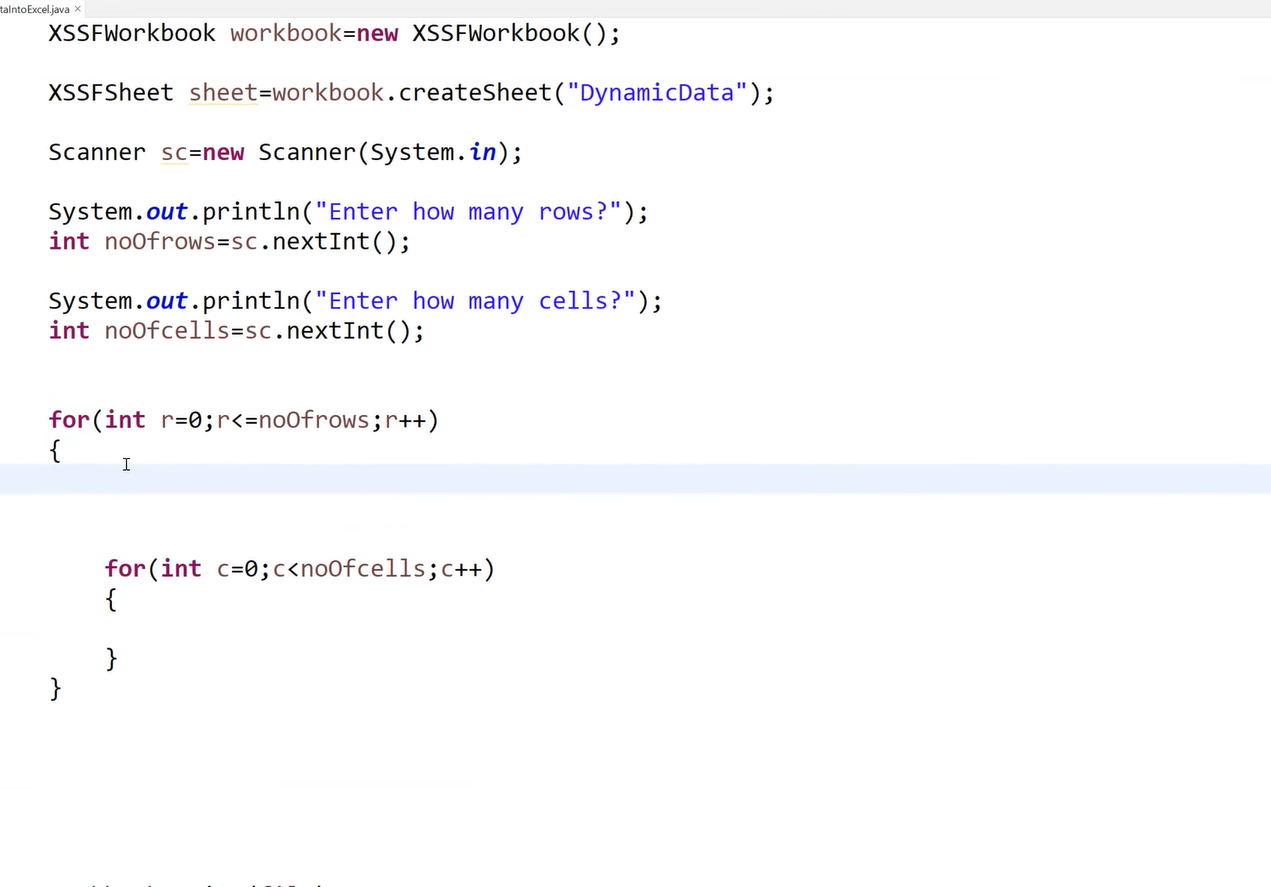 taIntoExcel.java ×
XSSFWorkbook workbook=new XSSFWorkbook();
XSSFSheet sheet=workbook.createSheet("DynamicData");
Scanner sc=new Scanner(System.in);
System.out.println("Enter how many rows?");
int noOfrows=sc.nextInt();
System.out.println("Enter how many cells?");
int noOfcells=sc.nextInt();
for(int r=0;r<=noOfrows;r++)
{
for(int c=0;c<noOfcells;c++)
{
}
}